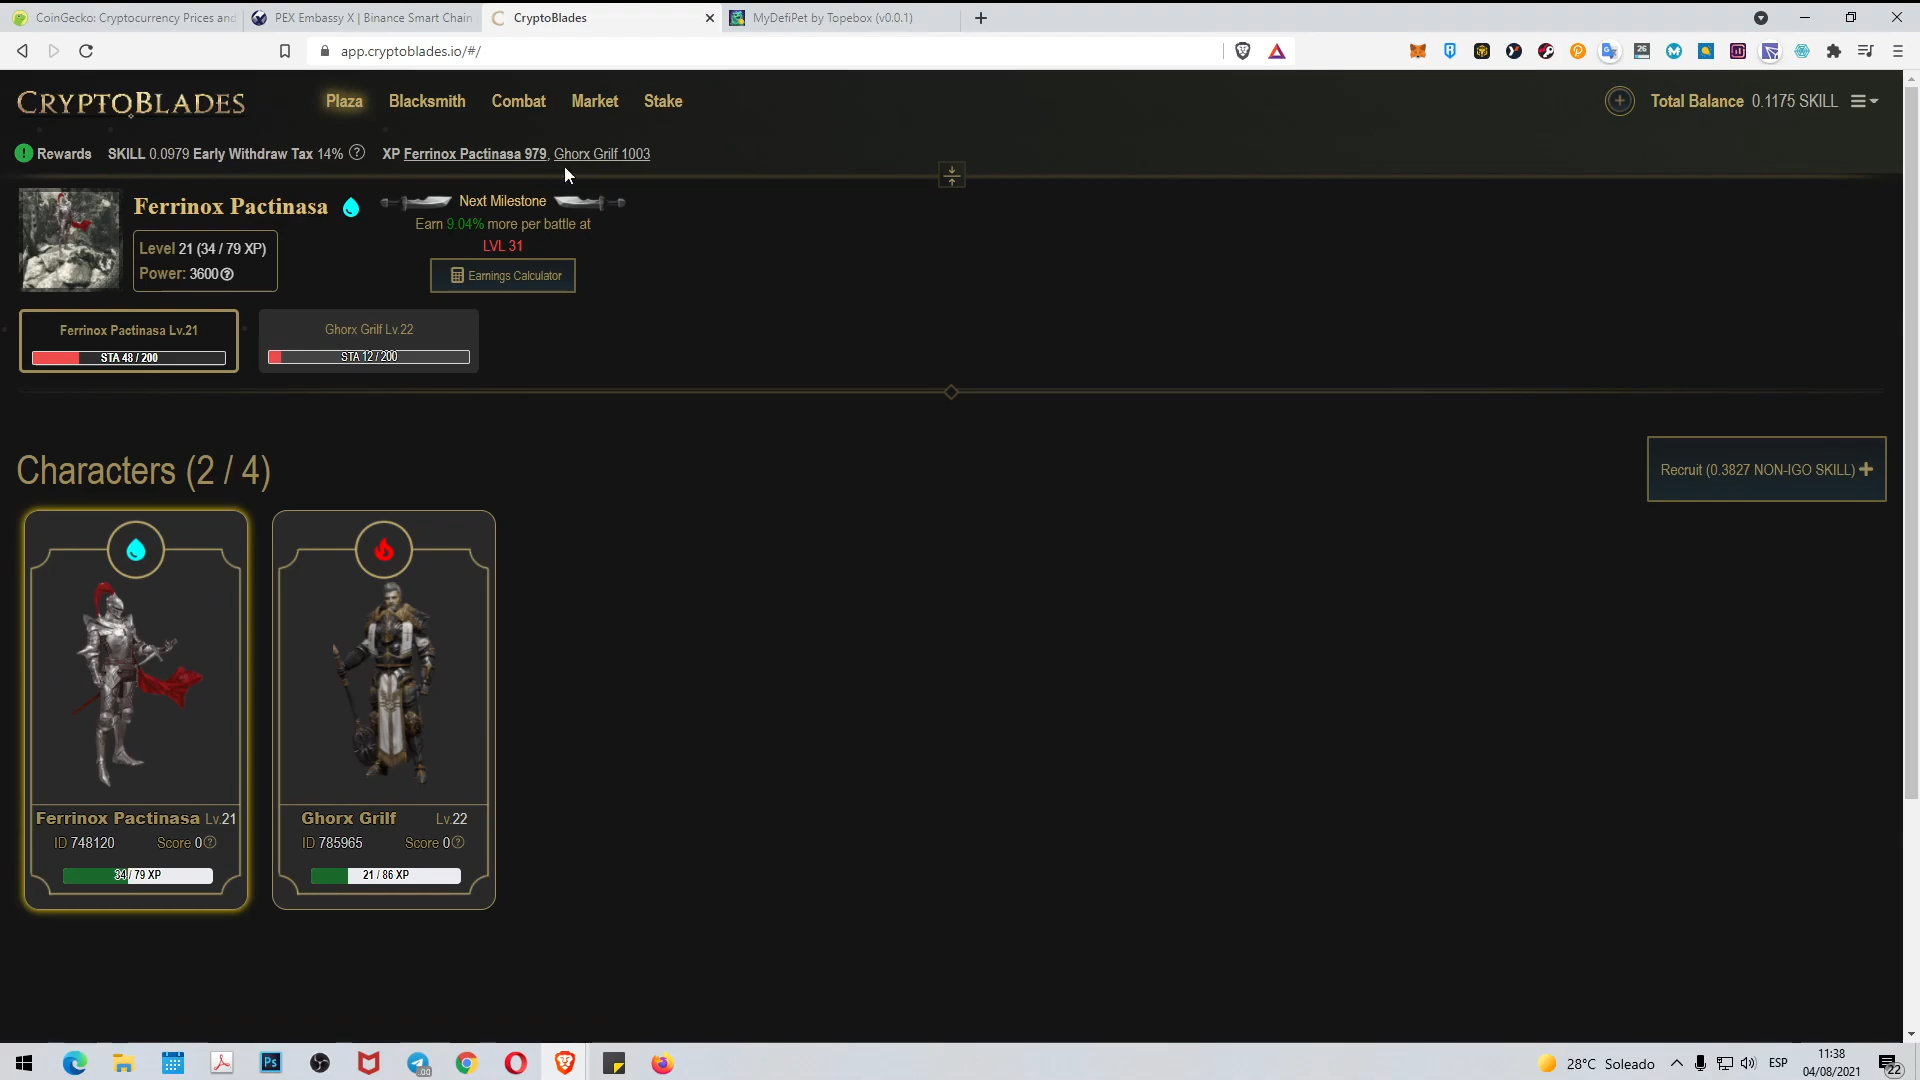 CoinGecko: Cryptocurrency Prices and
PEX Embassy X | Binance Smart Chain
CryptoBlades
MyDefiPet by Topebox (v0.0.1)
app.cryptoblades.io/#/
26
CRYPTOBLADES
Plaza
Blacksmith
Combat
Market
Stake
Total Balance 0.1175 SKILL
Rewards SKILL 0.0979 Early Withdraw Tax 14% XP Ferrinox Pactinasa 979, Ghorx Grilf 1003
Ferrinox Pactinasa
Level 21 (34 / 79 XP)
Power: 3600
Next Milestone
Earn 9.04% more per battle at
LVL 31
Earnings Calculator
Ferrinox Pactinasa Lv.21
STA 48 / 200
Ghorx Grilf Lv.22
STA 12 / 200
Characters (2 / 4)
Recruit (0.3827 NON-IGO SKILL) +
Ferrinox Pactinasa Lv.21
ID 748120 Score 0
34 / 79 XP
Ghorx Grilf Lv.22
ID 785965 Score 0
21 / 86 XP
Ps
28°C Soleado
ESP
11:38
04/08/2021
22